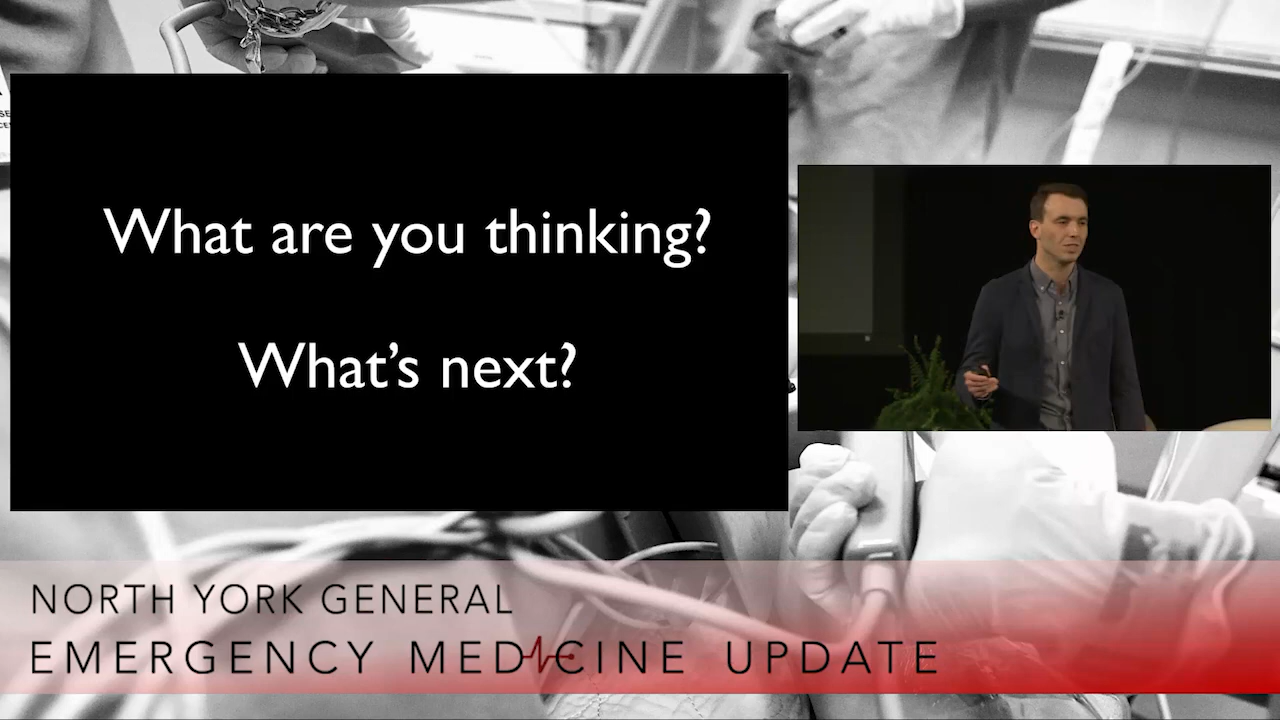 What are you thinking?
What's next?
NORTH YORK GENERAL
EMERGENCY MEDICINE UPDATE